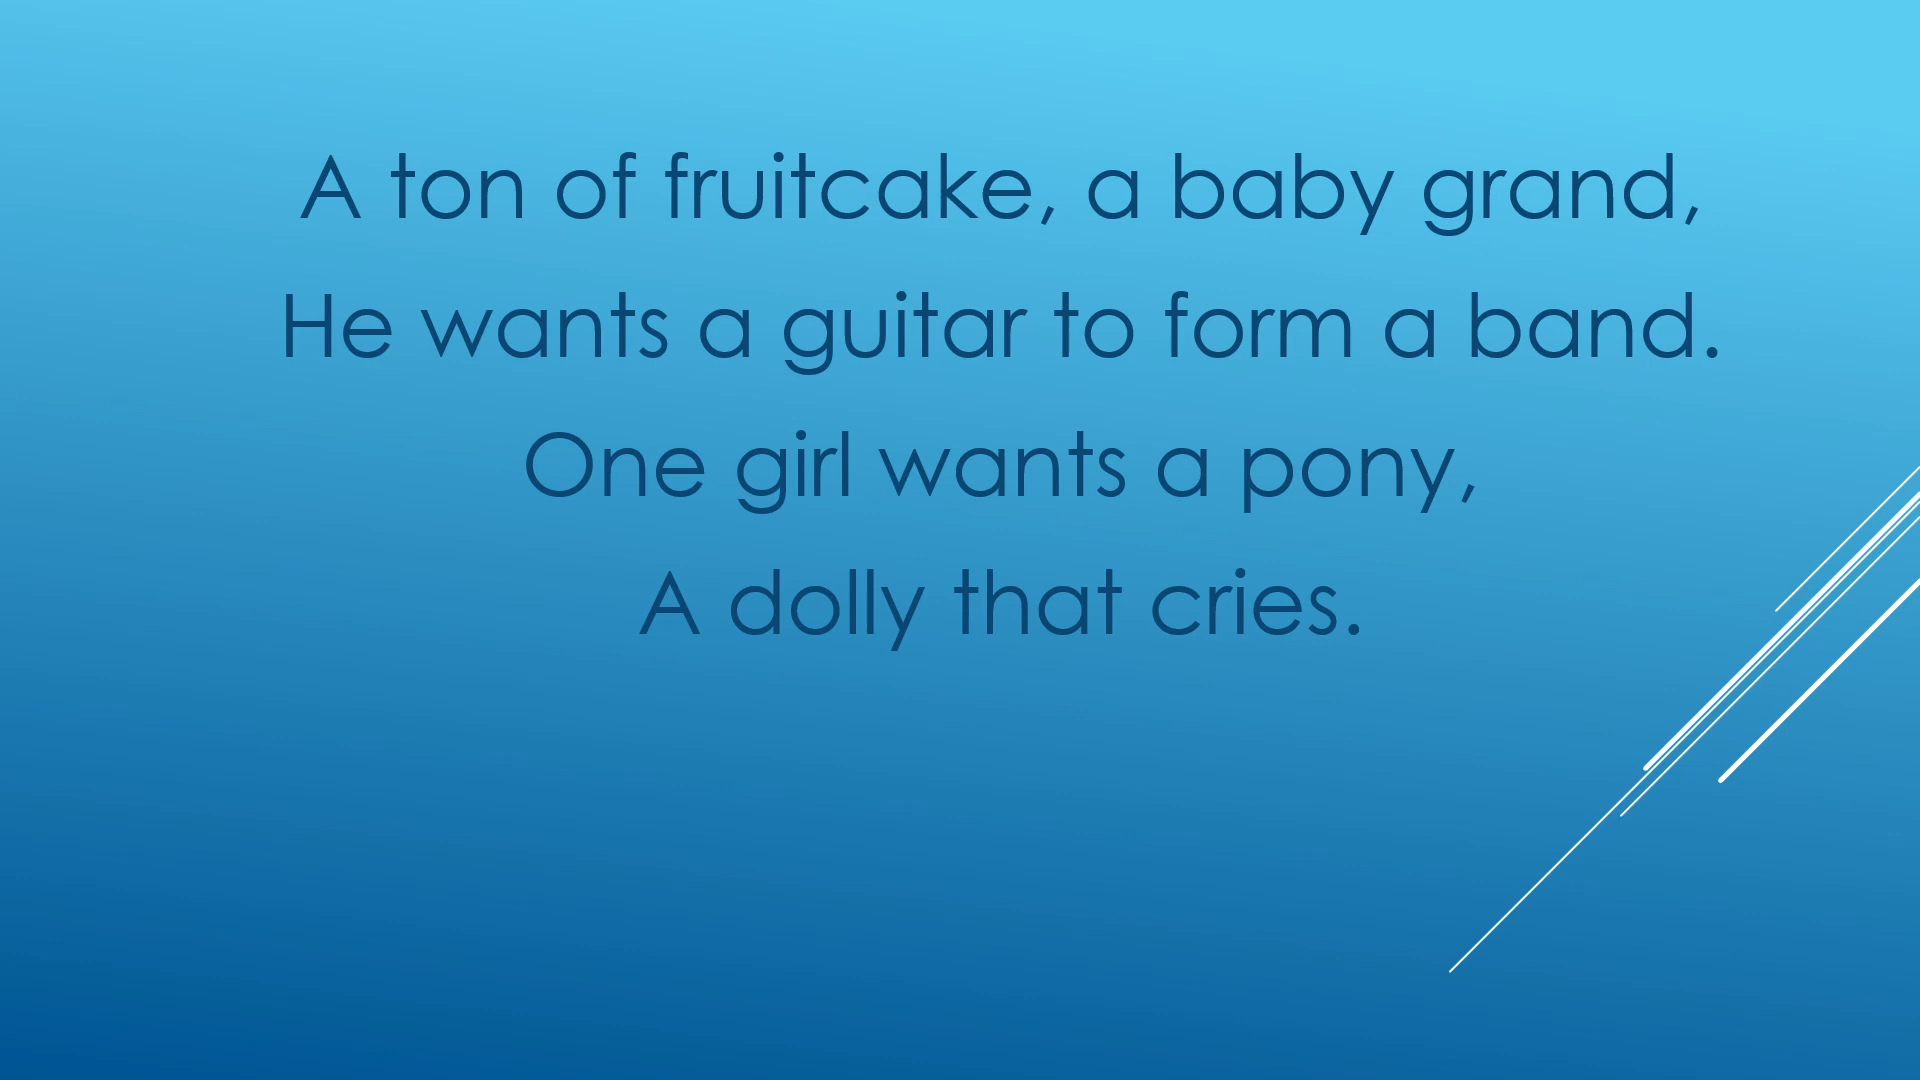 A ton of fruitcake, a baby grand,
He wants a guitar to form a band.
One girl wants a pony,
A dolly that cries.